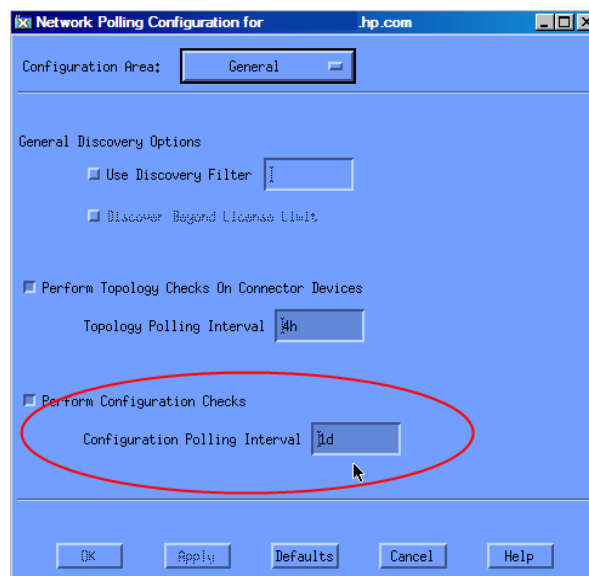 Network Polling Configuration for .hp.com
Configuration Area: General
General Discovery Options
Use Discovery Filter
Discover Beyond License Limit
Perform Topology Checks On Connector Devices
Topology Polling Interval 4h
Perform Configuration Checks
Configuration Polling Interval 1d
OK Apply Defaults Cancel Help